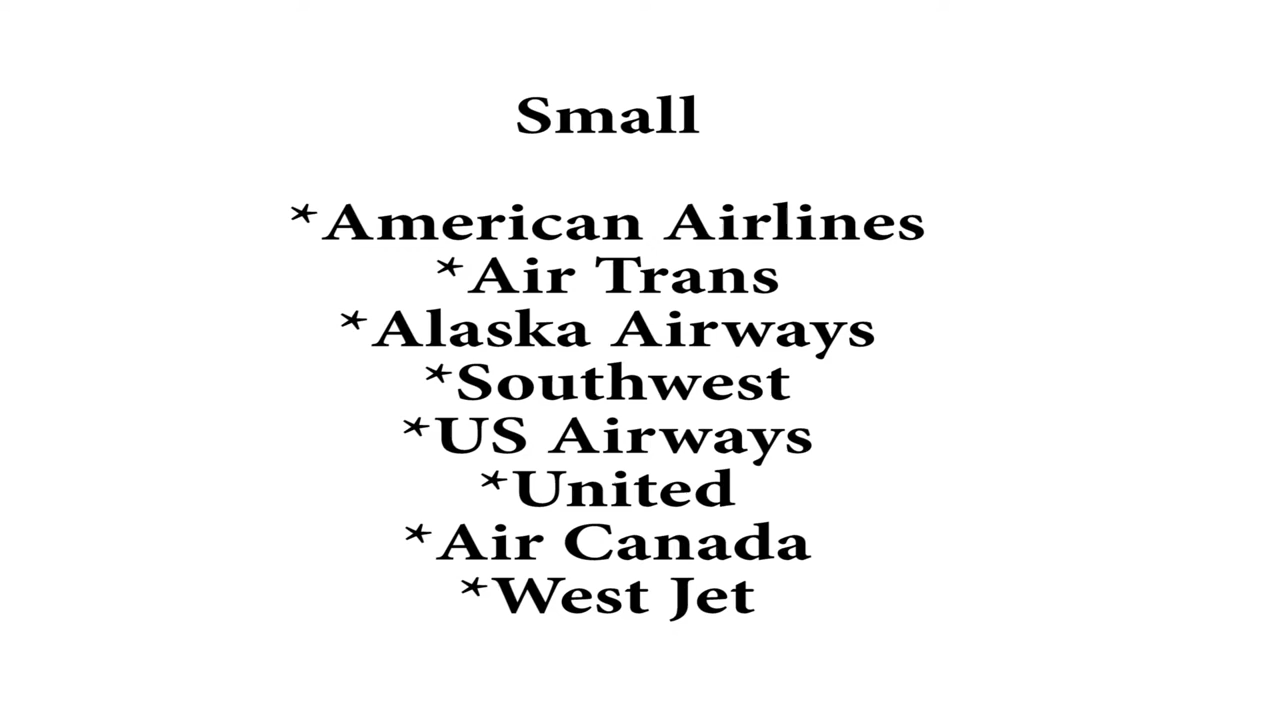 Small
*American Airlines
*Air Trans
*Alaska Airways
*Southwest
*US Airways
*United
*Air Canada
*West Jet